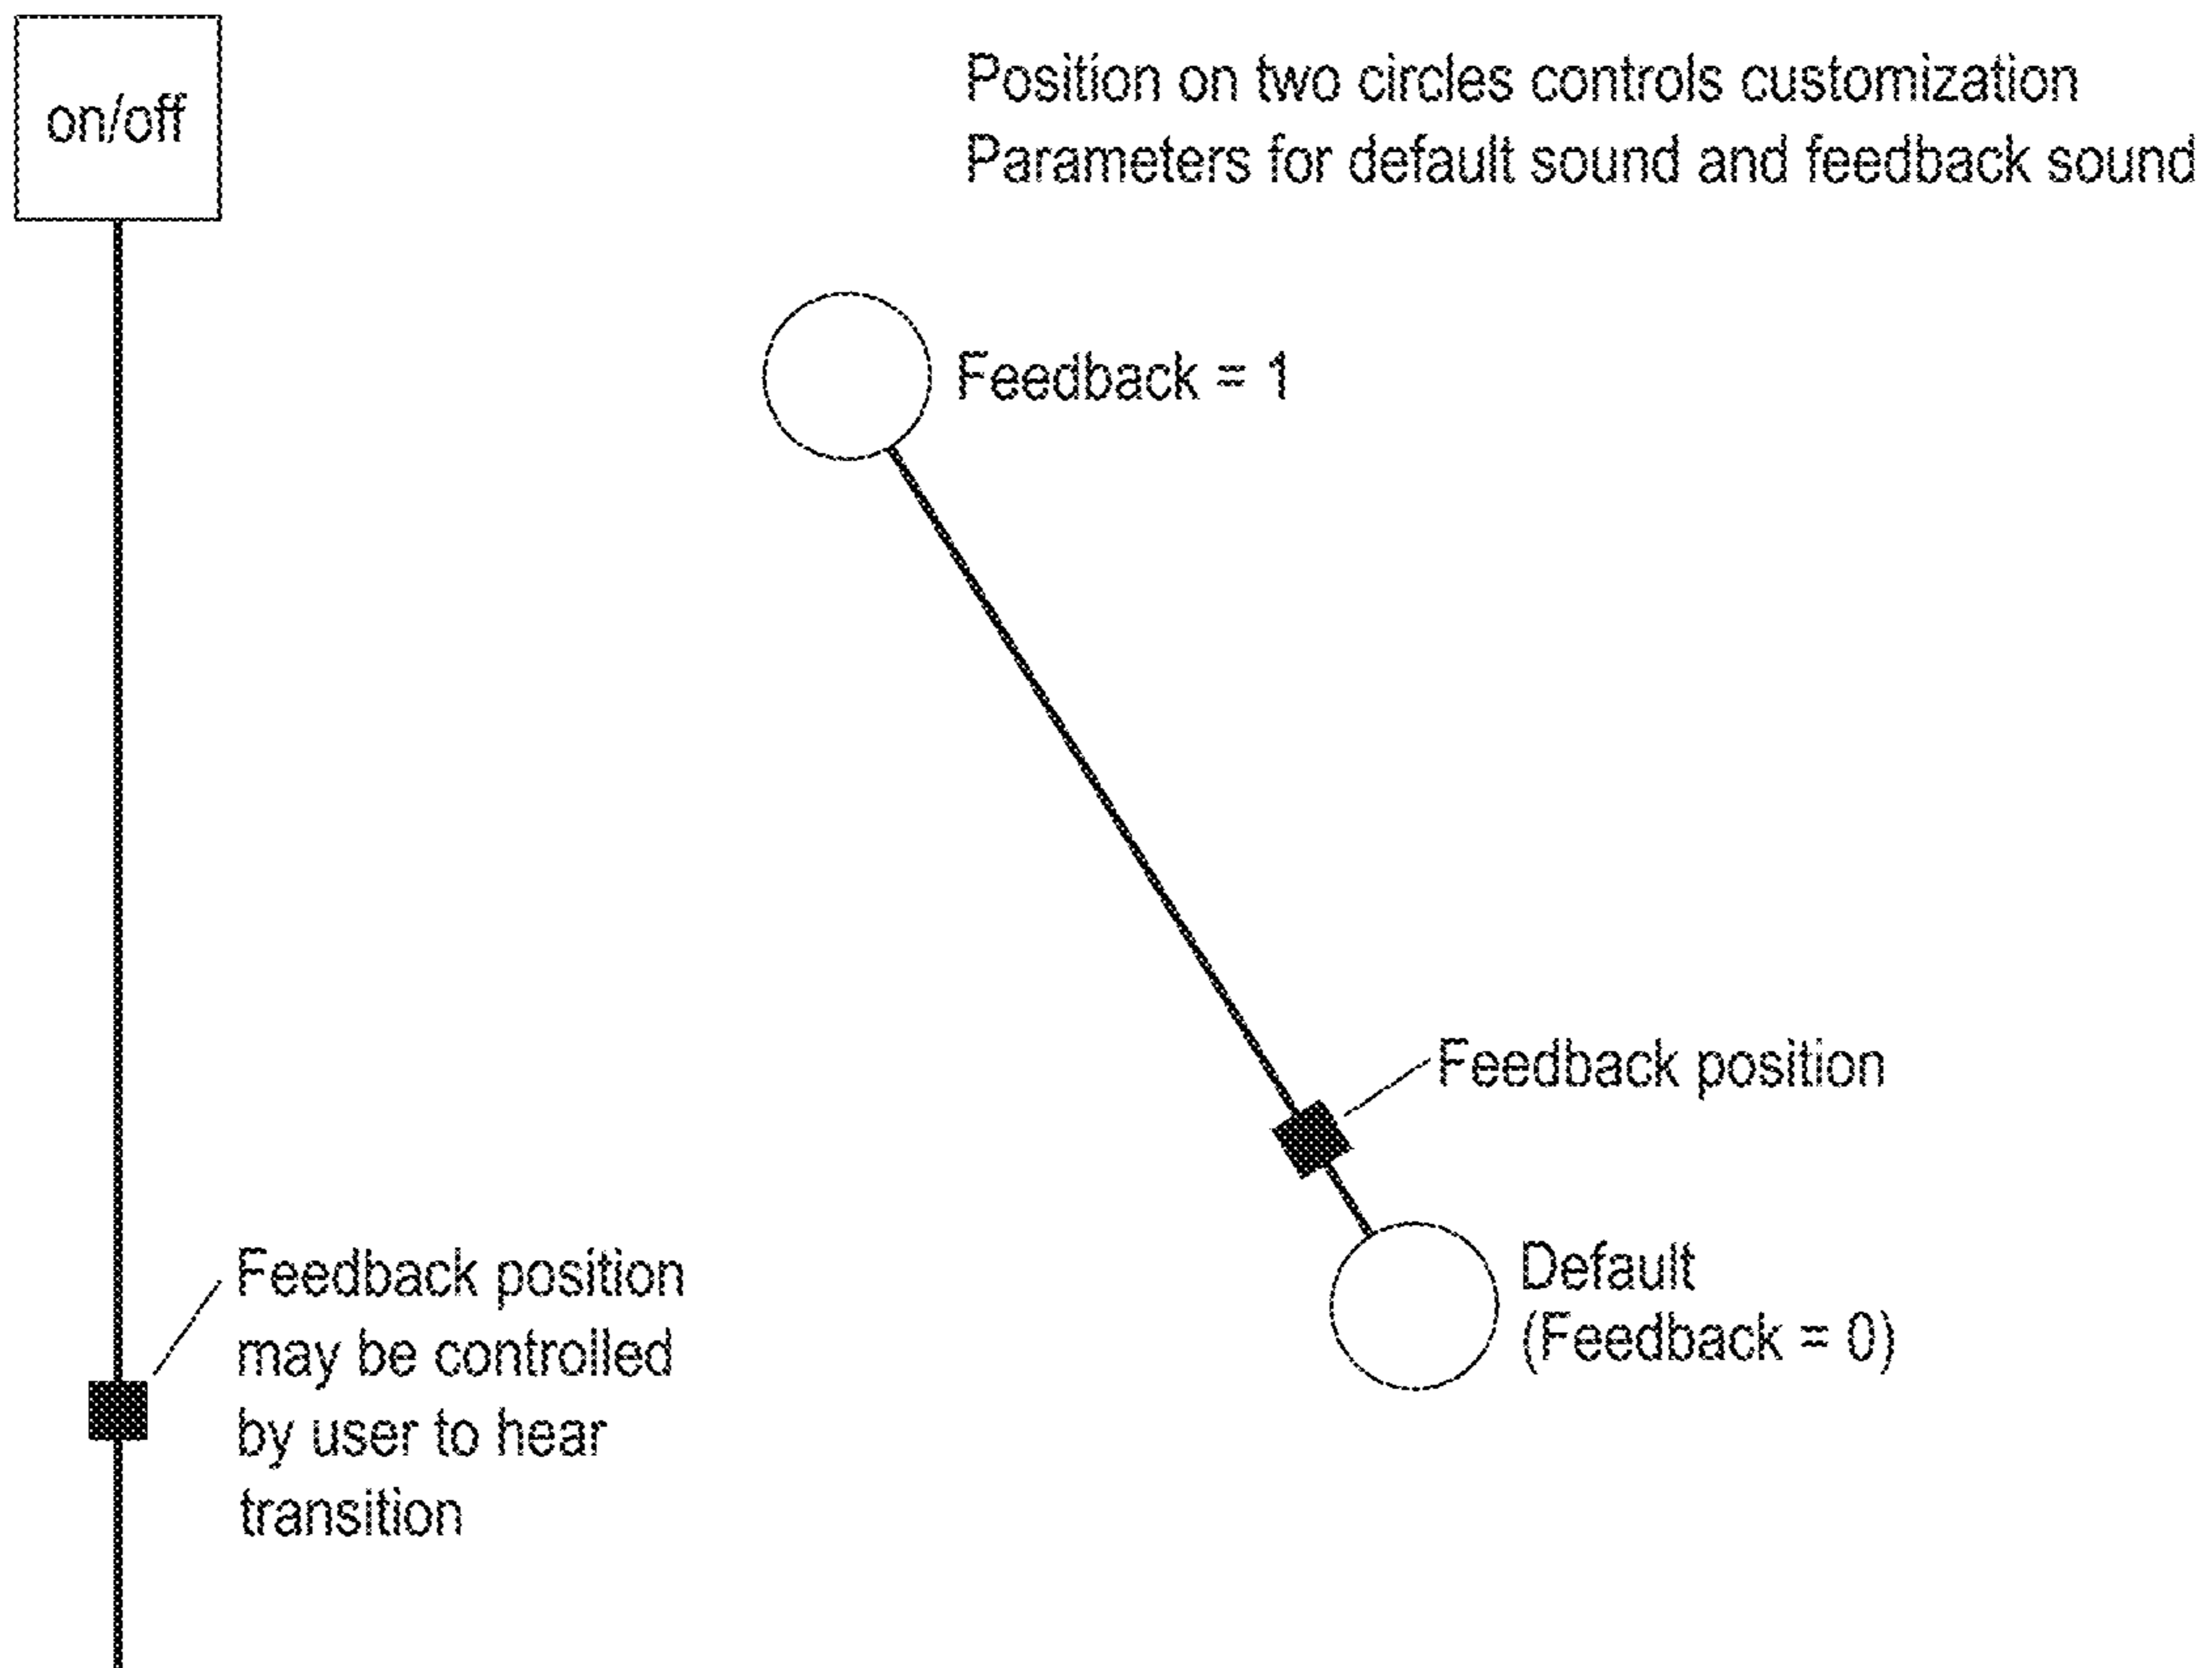 on/off
Position on two circles controls customization
Parameters for default sound and feedback sound
Feedback = 1
Feedback position
Default
(Feedback = 0)
Feedback position
may be controlled
by user to hear
transition